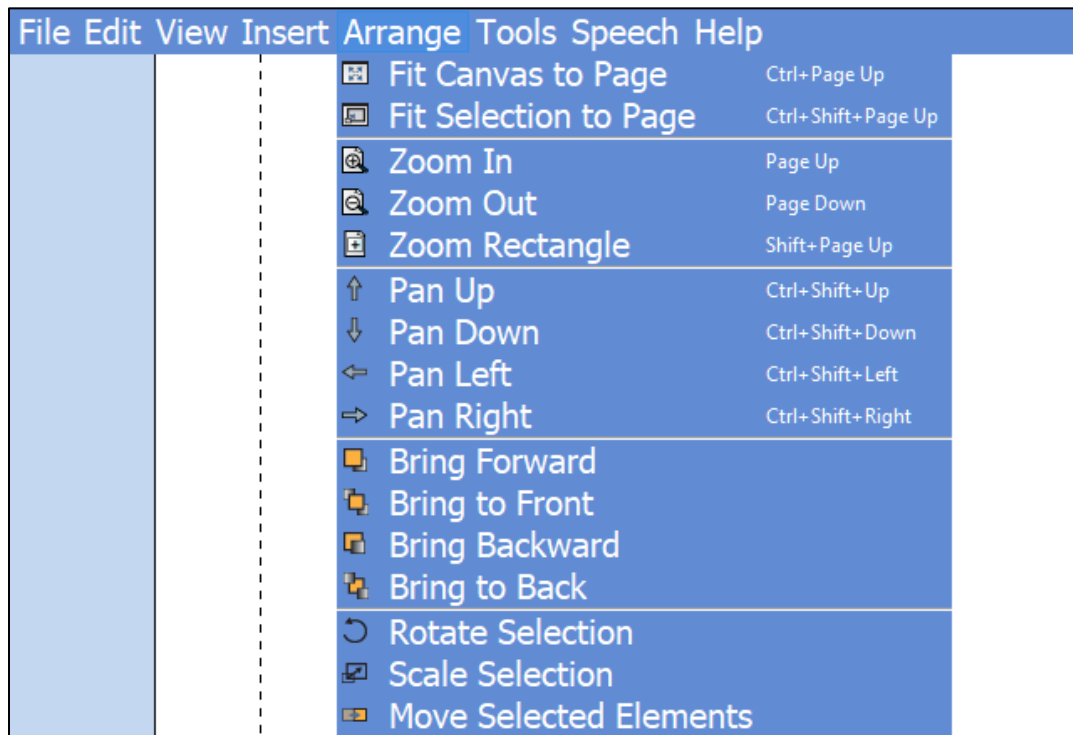 File Edit View Insert Arrange Tools Speech Help
Fit Canvas to Page Ctrl+Page Up
Fit Selection to Page Ctrl+Shift+Page Up
Zoom In Page Up
Zoom Out Page Down
Zoom Rectangle Shift+Page Up
Pan Up Ctrl+Shift+Up
Pan Down Ctrl+Shift+Down
Pan Left Ctrl+Shift+Left
Pan Right Ctrl+Shift+Right
Bring Forward
Bring to Front
Bring Backward
Bring to Back
Rotate Selection
Scale Selection
Move Selected Elements